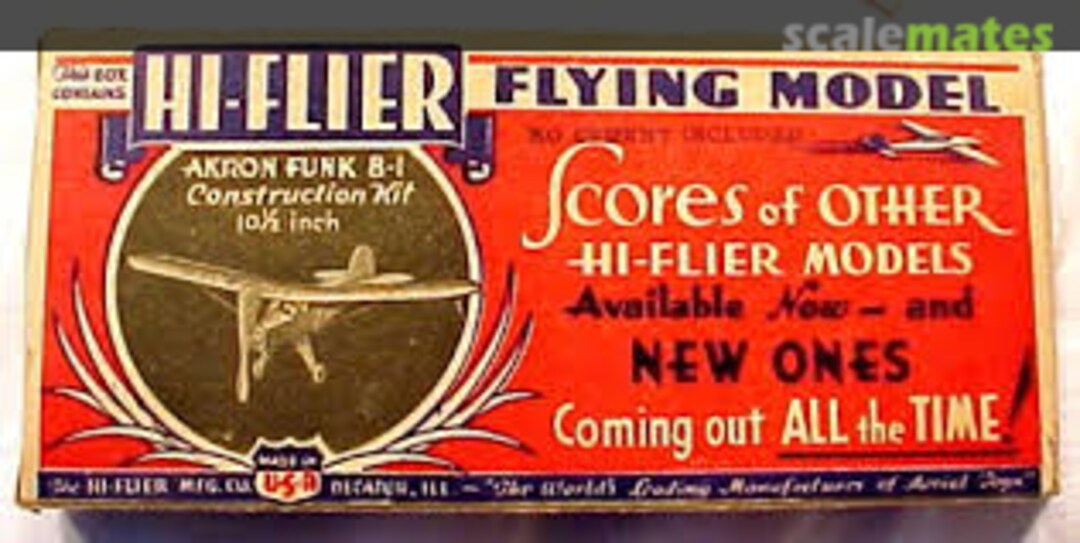 scalemates
This BOX
CONTAINS
HI-FLIER
FLYING MODEL
NO CEMENT INCLUDED
AKRON FUNK B-1
Construction Kit
10½ inch
Scores of OTHER
HI-FLIER MODELS
Available Now – and
NEW ONES
Coming out ALL the TIME!
MADE IN
U-S-A
The HI-FLIER MFG. CO. DECATUR, ILL. – "The World's Leading Manufacturers of Aerial Toys"